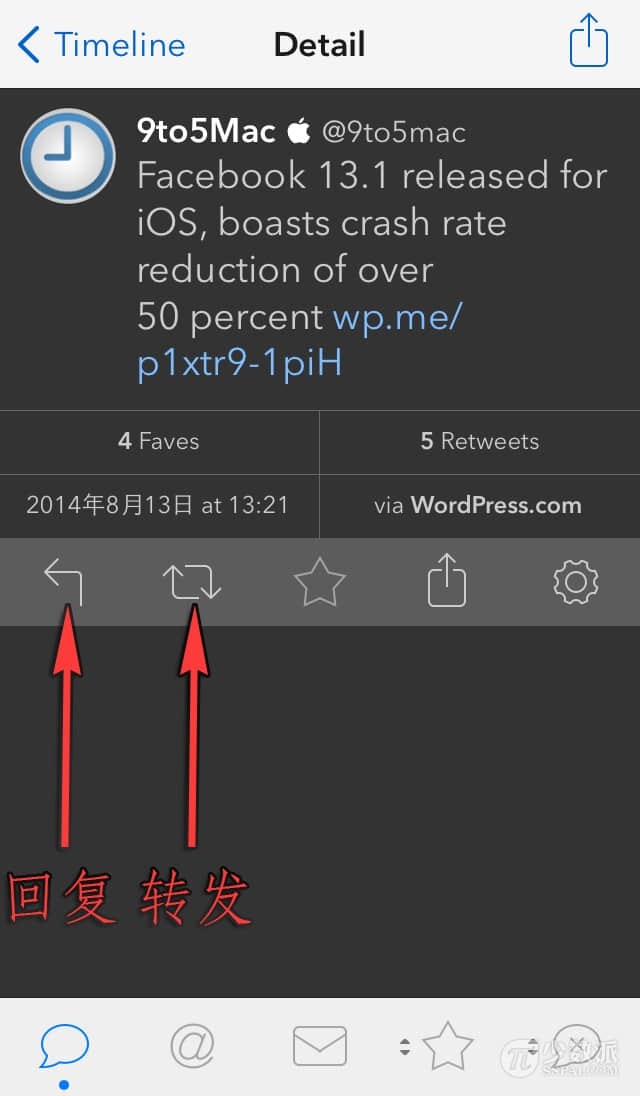 Timeline Detail
9to5Mac @9to5mac
Facebook 13.1 released for
iOS, boasts crash rate
reduction of over
50 percent wp.me/
p1xtr9-1piH
4 Faves 5 Retweets
2014年8月13日 at 13:21 via WordPress.com
回复 转发
@
π 少数派
SSPAI.COM